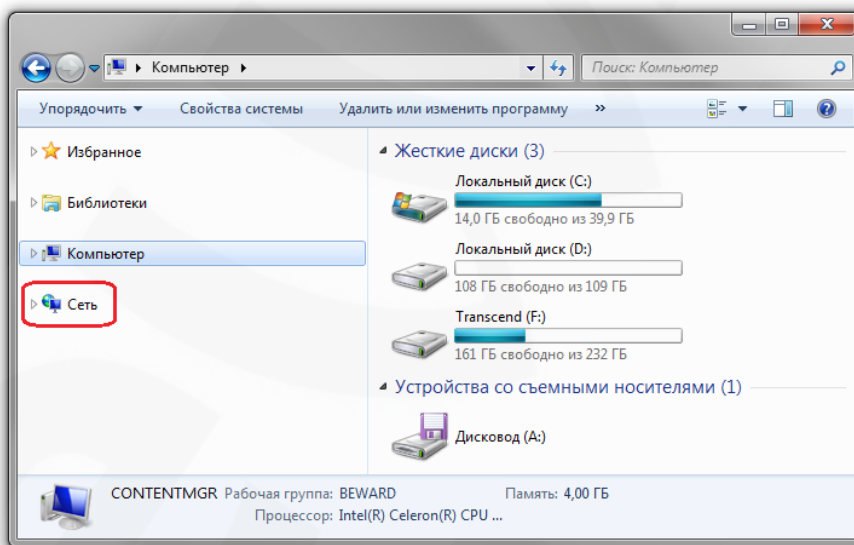 Компьютер
Поиск: Компьютер
Упорядочить Свойства системы Удалить или изменить программу »
Избранное
Библиотеки
Компьютер
Сеть
Жесткие диски (3)
Локальный диск (C:)
14,0 ГБ свободно из 39,9 ГБ
Локальный диск (D:)
108 ГБ свободно из 109 ГБ
Transcend (F:)
161 ГБ свободно из 232 ГБ
Устройства со съемными носителями (1)
Дисковод (A:)
CONTENTMGR Рабочая группа: BEWARD Память: 4,00 ГБ
Процессор: Intel(R) Celeron(R) CPU ...